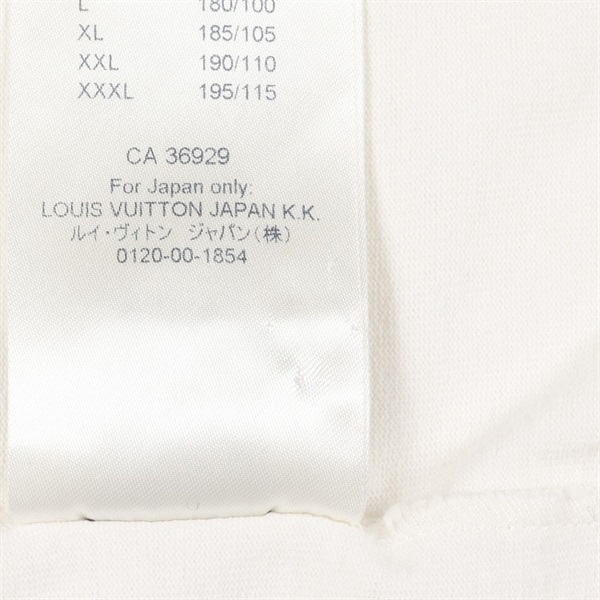 L 180/100
XL 185/105
XXL 190/110
XXXL 195/115
CA 36929
For Japan only:
LOUIS VUITTON JAPAN K.K.
ルイ・ヴィトン ジャパン(株)
0120-00-1854